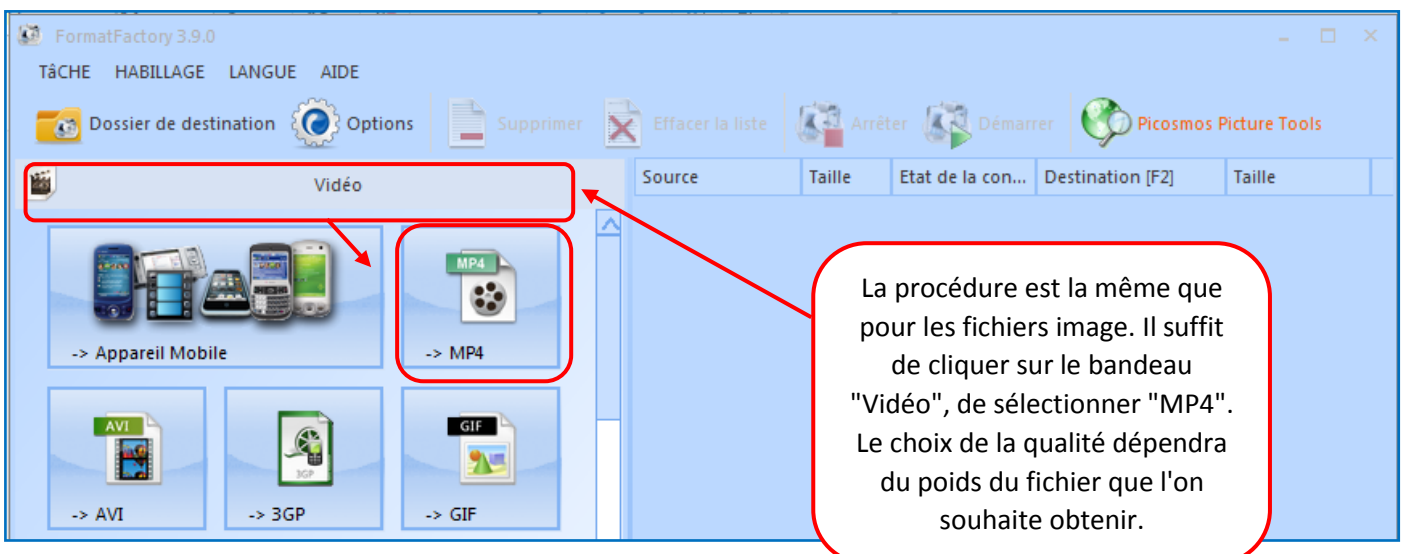 FormatFactory 3.9.0
TâCHE HABILLAGE LANGUE AIDE
Dossier de destination Options Supprimer Effacer la liste Arrêter Démarrer Picosmos Picture Tools
Vidéo
Source Taille Etat de la con... Destination [F2] Taille
MP4
-> Appareil Mobile -> MP4
AVI 3GP GIF
-> AVI -> 3GP -> GIF
La procédure est la même que
pour les fichiers image. Il suffit
de cliquer sur le bandeau
"Vidéo", de sélectionner "MP4".
Le choix de la qualité dépendra
du poids du fichier que l'on
souhaite obtenir.